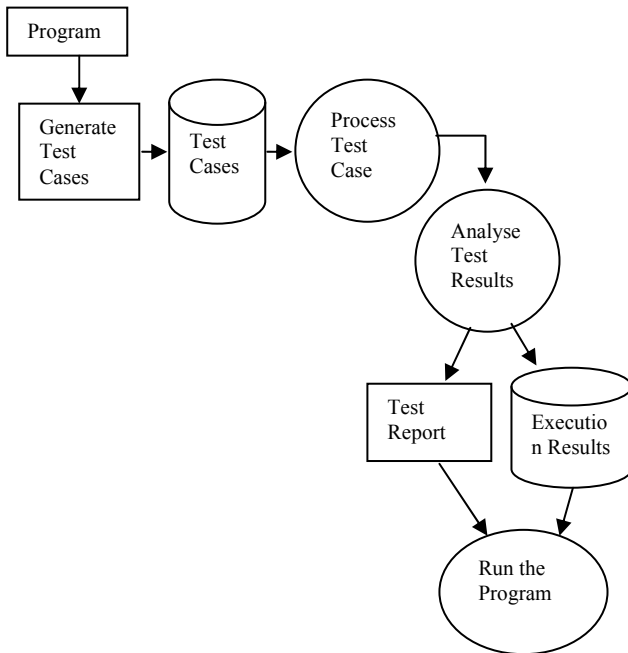 Program
Generate
Test
Cases
Test
Cases
Process
Test
Case
Analyse
Test
Results
Test
Report
Executio
n Results
Run the
Program